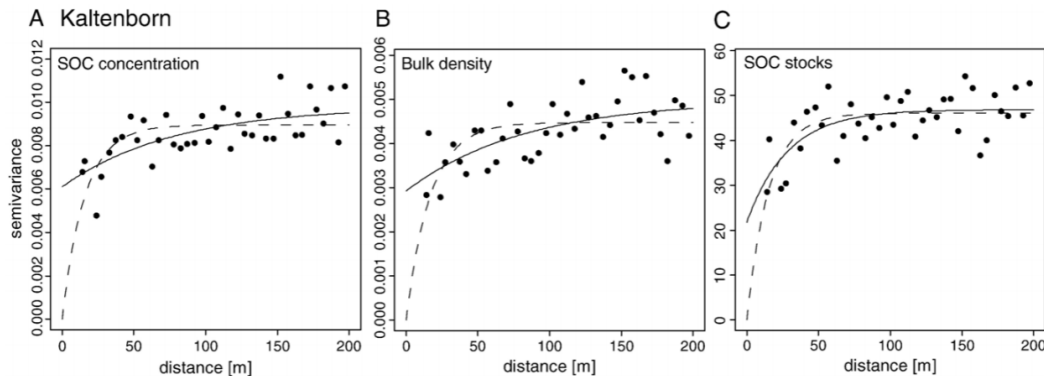 A Kaltenborn
SOC concentration
semivariance
0.000 0.002 0.004 0.006 0.008 0.010 0.012
0 50 100 150 200
distance [m]
B
Bulk density
0.000 0.001 0.002 0.003 0.004 0.005 0.006
0 50 100 150 200
distance [m]
C
SOC stocks
0 10 20 30 40 50 60
0 50 100 150 200
distance [m]